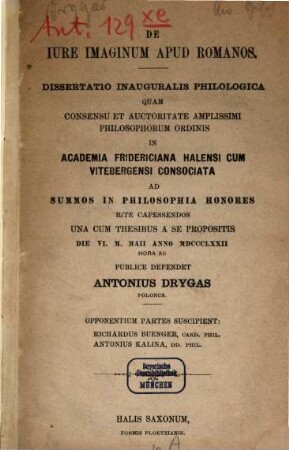 Ant. 129 xe
DE
IURE IMAGINUM APUD ROMANOS.
DISSERTATIO INAUGURALIS PHILOLOGICA
QUAM
CONSENSU ET AUCTORITATE AMPLISSIMI
PHILOSOPHORUM ORDINIS
IN
ACADEMIA FRIDERICIANA HALENSI CUM
VITEBERGENSI CONSOCIATA
AD
SUMMOS IN PHILOSOPHIA HONORES
RITE CAPESSENDOS
UNA CUM THESIBUS A SE PROPOSITIS
DIE VI. M. MAII ANNO MDCCCLXXII
HORA
PUBLICE DEFENDET
ANTONIUS DRYGAS
POLONUS.
OPPONENTIUM PARTES SUSCIPIENT:
RICHARDUS BUENGER, CAND. PHIL.
ANTONIUS KALINA, DD. PHIL.
Bayerische
Staatsbibliothek
MÜNCHEN
HALIS SAXONUM,
FORMIS PLOETZIANIS.